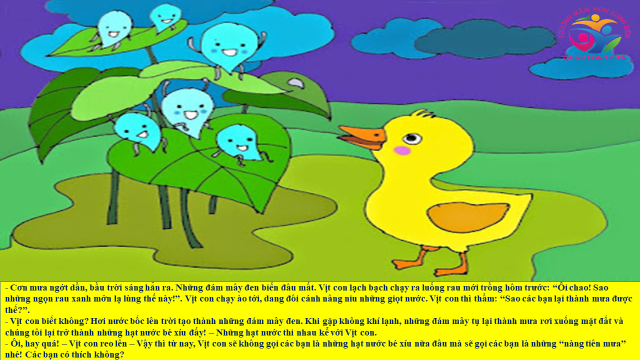 - Cơn mưa ngớt dần, bầu trời sáng hẳn ra. Những đám mây đen biến đâu mất. Vịt con lạch bạch chạy ra luống rau mới trồng hôm trước: “Ôi chao! Sao
những ngọn rau xanh mởn lạ lùng thế này!”. Vịt con chạy ào tới, dang đôi cánh nâng niu những giọt nước. Vịt con thì thầm: “Sao các bạn lại thành mưa được
thế?”.
- Vịt con biết không? Hơi nước bốc lên trời tạo thành những đám mây đen. Khi gặp không khí lạnh, những đám mây tụ lại thành mưa rơi xuống mặt đất và
chúng tôi lại trở thành những hạt nước bé xíu đấy! – Những hạt nước thi nhau kể với Vịt con.
- Ôi, hay quá! – Vịt con reo lên – Vậy thì từ nay, Vịt con sẽ không gọi các bạn là những hạt nước bé xíu nữa đâu mà sẽ gọi các bạn là những “nàng tiên mưa”
nhé! Các bạn có thích không?